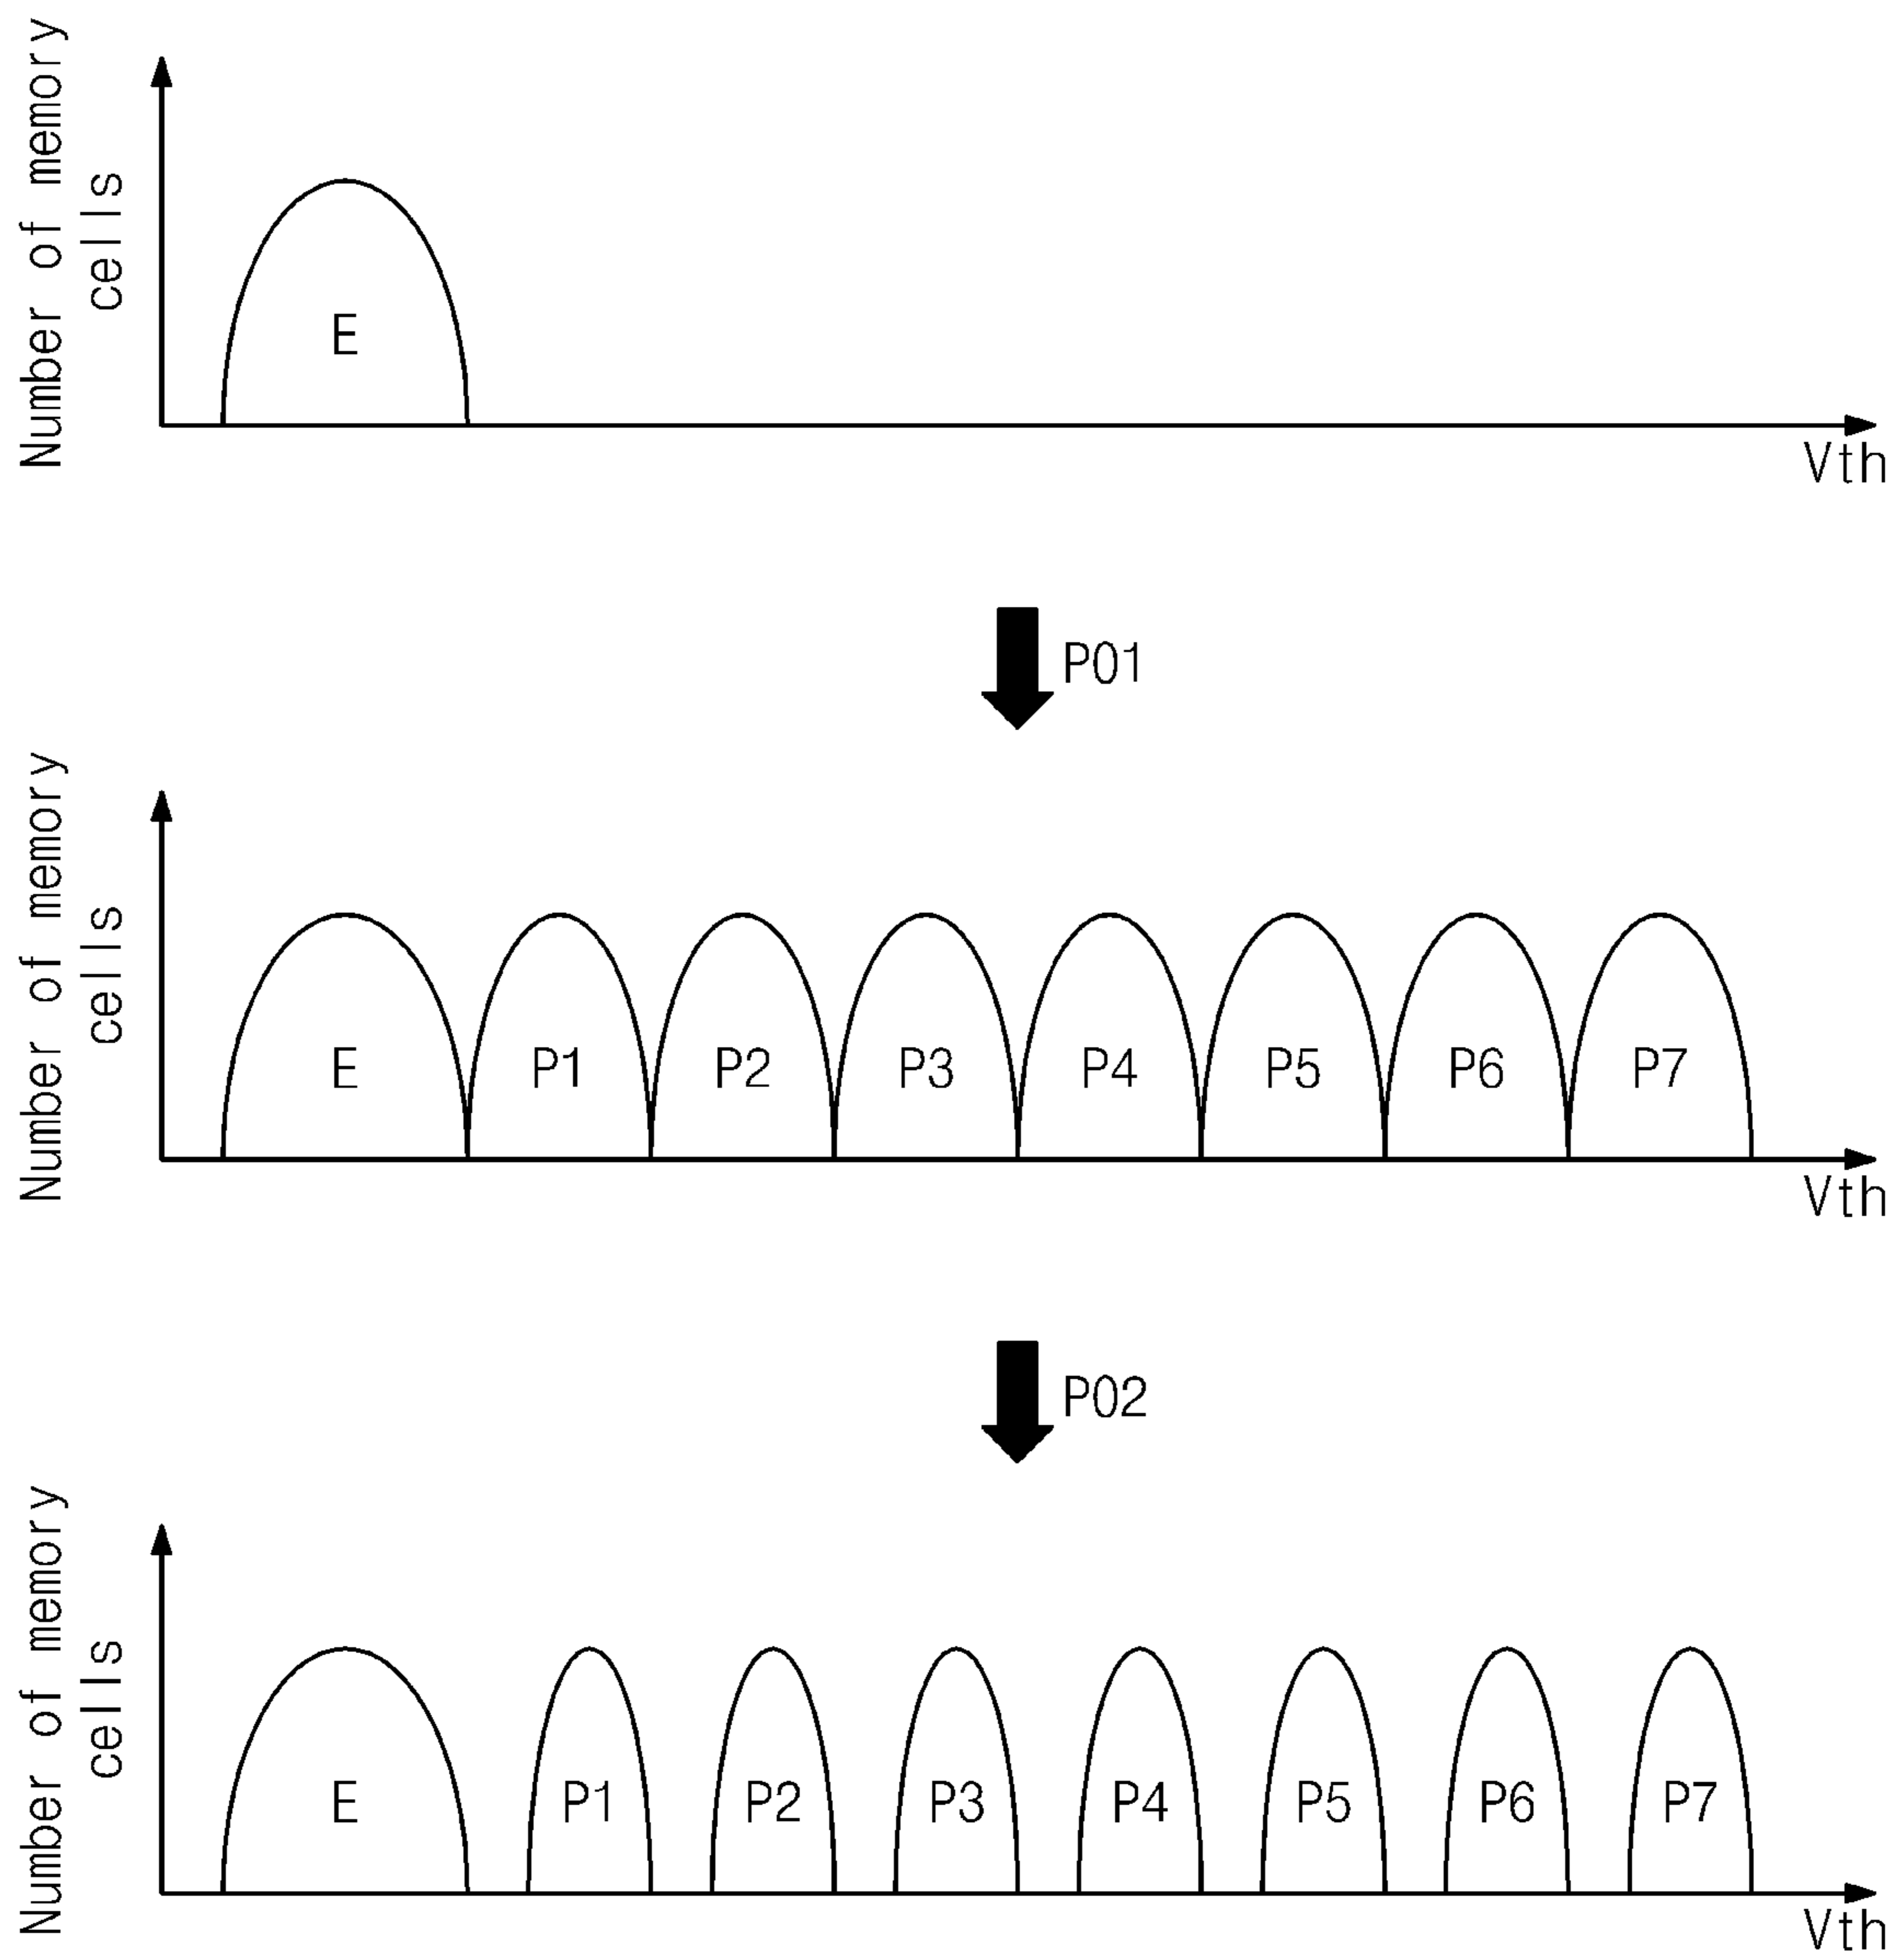 Number of memory
cells
E
Vth
P01
Number of memory
cells
E P1 P2 P3 P4 P5 P6 P7
Vth
P02
Number of memory
cells
E P1 P2 P3 P4 P5 P6 P7
Vth